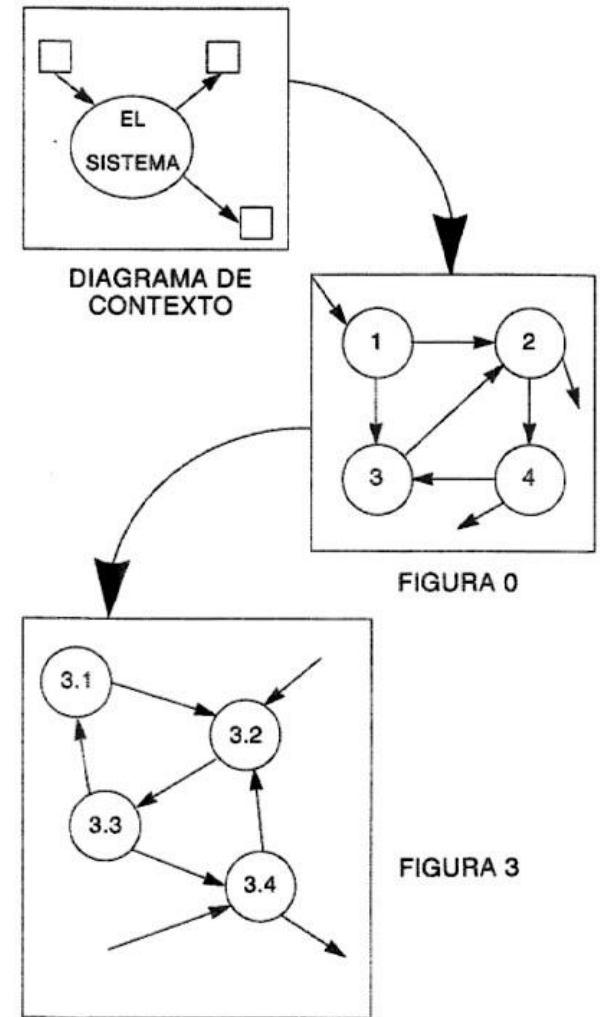 EL
SISTEMA
DIAGRAMA DE
CONTEXTO
1
2
3
4
FIGURA 0
3.1
3.2
3.3
3.4
FIGURA 3